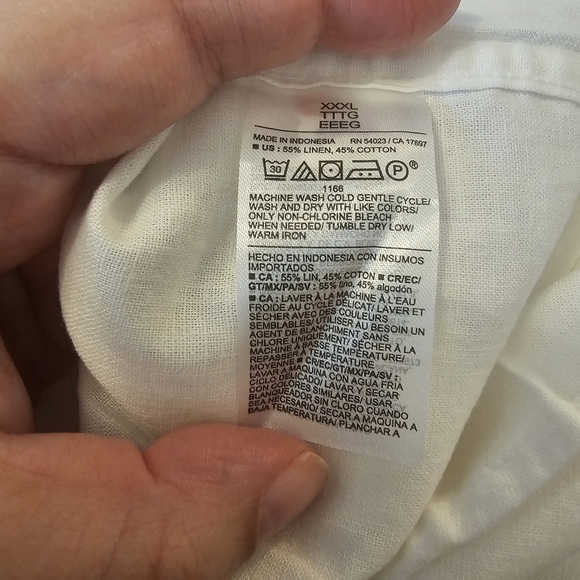 XXXL
TTTG
EEEG
MADE IN INDONESIA RN 54023 / CA 17897
■ US : 55% LINEN, 45% COTTON
30 P ®
1166
MACHINE WASH COLD GENTLE CYCLE/
WASH AND DRY WITH LIKE COLORS/
ONLY NON-CHLORINE BLEACH
WHEN NEEDED/ TUMBLE DRY LOW/
WARM IRON
HECHO EN INDONESIA CON INSUMOS
IMPORTADOS
■ CA : 55% LIN, 45% COTON ■ CR/EC/
GT/MX/PA/SV : 55% lino, 45% algodón
■ CA : LAVER À LA MACHINE À L'EAU
FROIDE AU CYCLE DÉLICAT/ LAVER ET
SÉCHER AVEC DES COULEURS
SEMBLABLES/ UTILISER AU BESOIN UN
AGENT DE BLANCHIMENT SANS
CHLORE UNIQUEMENT/ SÉCHER À LA
MACHINE À BASSE TEMPÉRATURE/
REPASSER À TEMPÉRATURE
MOYENNE ■ CR/EC/GT/MX/PA/SV :
LAVAR A MAQUINA CON AGUA FRIA
CICLO DELICADO/ LAVAR Y SECAR
CON COLORES SIMILARES/ USAR
BLANQUEADOR SIN CLORO CUANDO
SEA NECESARIO/ SECAR A MAQUINA A
BAJA TEMPERATURA/ PLANCHAR A